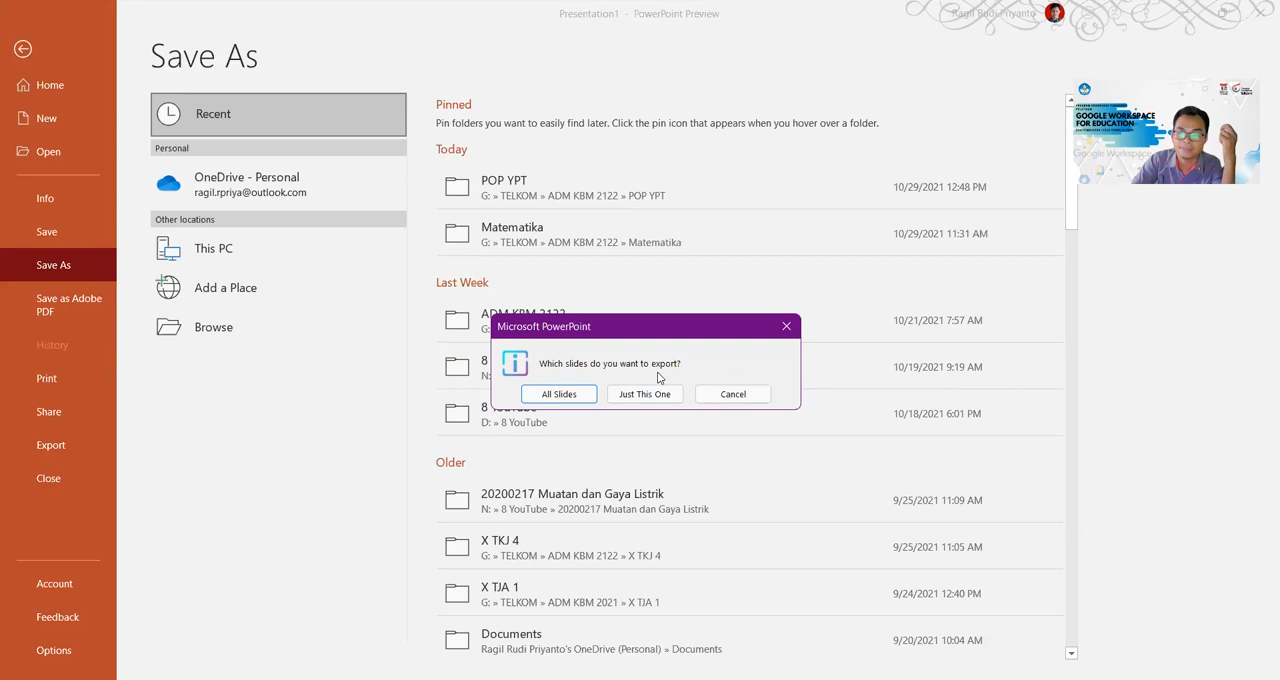 Presentation1 - PowerPoint Preview
Ragil Rudi Priyanto
Home
New
Open
Info
Save
Save As
Save as Adobe
PDF
History
Print
Share
Export
Close
Account
Feedback
Options
Save As
Recent
Personal
OneDrive - Personal
ragil.rpriya@outlook.com
Other locations
This PC
Add a Place
Browse
Pinned
Pin folders you want to easily find later. Click the pin icon that appears when you hover over a folder.
Today
POP YPT
G: » TELKOM » ADM KBM 2122 » POP YPT
10/29/2021 12:48 PM
Matematika
G: » TELKOM » ADM KBM 2122 » Matematika
10/29/2021 11:31 AM
Last Week
ADM KBM 2122
G:
10/21/2021 7:57 AM
8
N:
10/19/2021 9:19 AM
8 YouTube
D: » 8 YouTube
10/18/2021 6:01 PM
Older
20200217 Muatan dan Gaya Listrik
N: » 8 YouTube » 20200217 Muatan dan Gaya Listrik
9/25/2021 11:09 AM
X TKJ 4
G: » TELKOM » ADM KBM 2122 » X TKJ 4
9/25/2021 11:05 AM
X TJA 1
G: » TELKOM » ADM KBM 2021 » X TJA 1
9/24/2021 12:40 PM
Documents
Ragil Rudi Priyanto's OneDrive (Personal) » Documents
9/20/2021 10:04 AM
Microsoft PowerPoint
Which slides do you want to export?
All Slides
Just This One
Cancel
GOOGLE WORKSPACE
FOR EDUCATION
Google Workspace